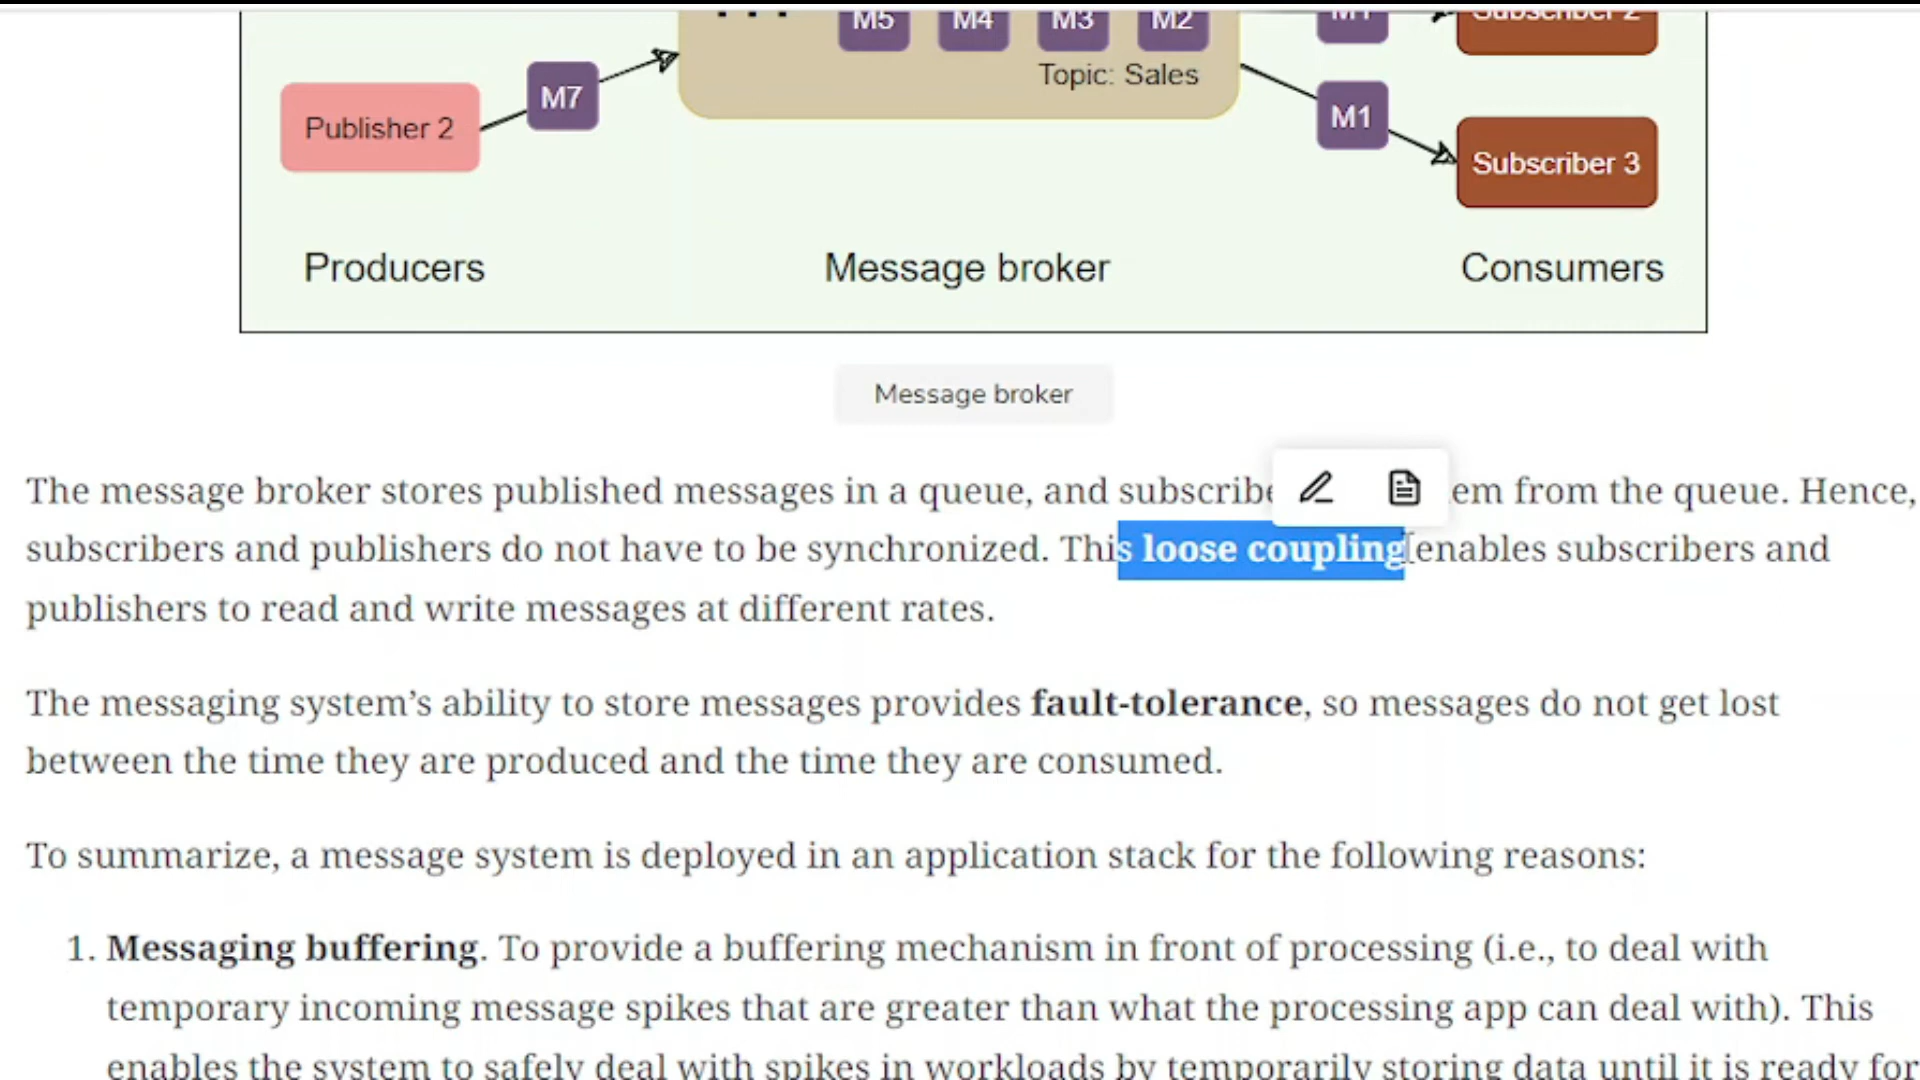 M5 M4 M3 M2 M1 Subscriber 2
Topic: Sales
Publisher 2 M7 M1 Subscriber 3
Producers Message broker Consumers
Message broker
The message broker stores published messages in a queue, and subscribe em from the queue. Hence,
subscribers and publishers do not have to be synchronized. This loose coupling enables subscribers and
publishers to read and write messages at different rates.
The messaging system’s ability to store messages provides fault-tolerance, so messages do not get lost
between the time they are produced and the time they are consumed.
To summarize, a message system is deployed in an application stack for the following reasons:
1. Messaging buffering. To provide a buffering mechanism in front of processing (i.e., to deal with
temporary incoming message spikes that are greater than what the processing app can deal with). This
enables the system to safely deal with spikes in workloads by temporarily storing data until it is ready for